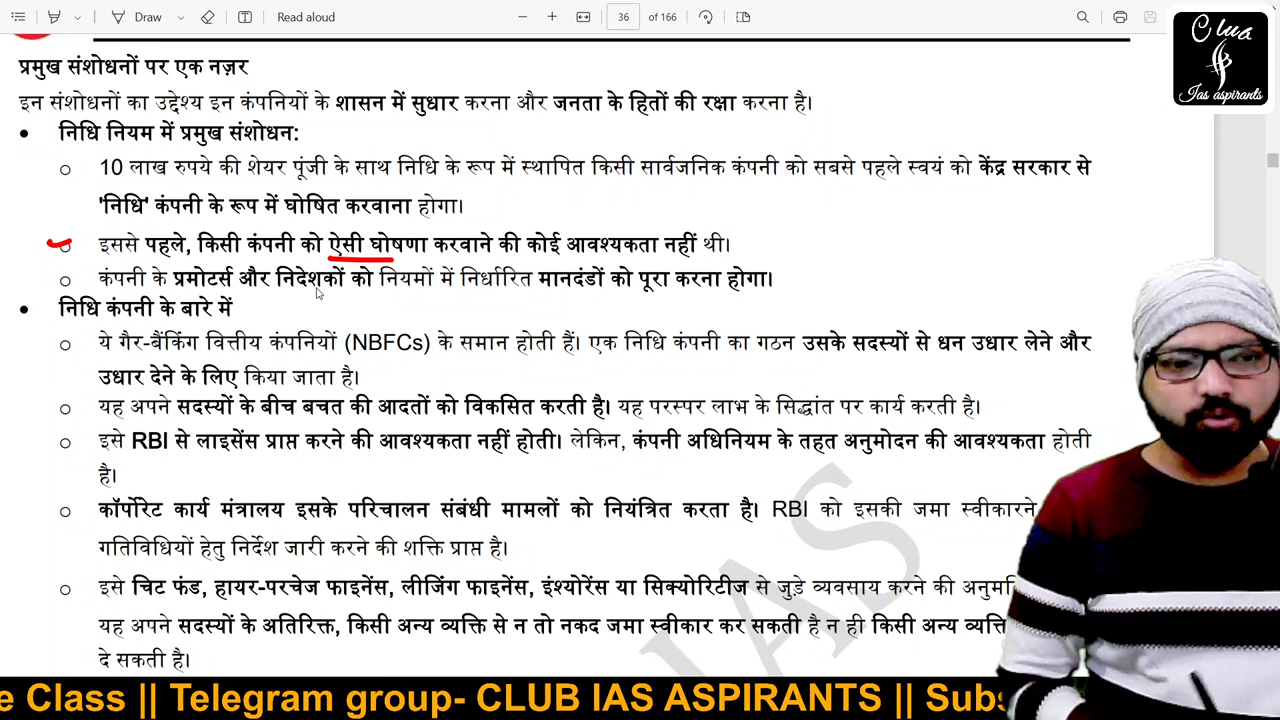 Draw
Read aloud
36
of 166
Club
Ias aspirants
प्रमुख संशोधनों पर एक नज़र
इन संशोधनों का उद्देश्य इन कंपनियों के शासन में सुधार करना और जनता के हितों की रक्षा करना है।
• निधि नियम में प्रमुख संशोधन:
o 10 लाख रुपये की शेयर पूंजी के साथ निधि के रूप में स्थापित किसी सार्वजनिक कंपनी को सबसे पहले स्वयं को केंद्र सरकार से
'निधि' कंपनी के रूप में घोषित करवाना होगा।
o इससे पहले, किसी कंपनी को ऐसी घोषणा करवाने की कोई आवश्यकता नहीं थी।
o कंपनी के प्रमोटर्स और निदेशकों को नियमों में निर्धारित मानदंडों को पूरा करना होगा।
• निधि कंपनी के बारे में
o ये गैर-बैंकिंग वित्तीय कंपनियों (NBFCs) के समान होती हैं। एक निधि कंपनी का गठन उसके सदस्यों से धन उधार लेने और
उधार देने के लिए किया जाता है।
o यह अपने सदस्यों के बीच बचत की आदतों को विकसित करती है। यह परस्पर लाभ के सिद्धांत पर कार्य करती है।
o इसे RBI से लाइसेंस प्राप्त करने की आवश्यकता नहीं होती। लेकिन, कंपनी अधिनियम के तहत अनुमोदन की आवश्यकता होती
है।
o कॉर्पोरेट कार्य मंत्रालय इसके परिचालन संबंधी मामलों को नियंत्रित करता है। RBI को इसकी जमा स्वीकारने
गतिविधियों हेतु निर्देश जारी करने की शक्ति प्राप्त है।
o इसे चिट फंड, हायर-परचेज फाइनेंस, लीजिंग फाइनेंस, इंश्योरेंस या सिक्योरिटीज से जुड़े व्यवसाय करने की
यह अपने सदस्यों के अतिरिक्त, किसी अन्य व्यक्ति से न तो नकद जमा स्वीकार कर सकती है न ही किसी अन्य व्यक्ति
दे सकती है।
IAS
e Class || Telegram group- CLUB IAS ASPIRANTS || Subs